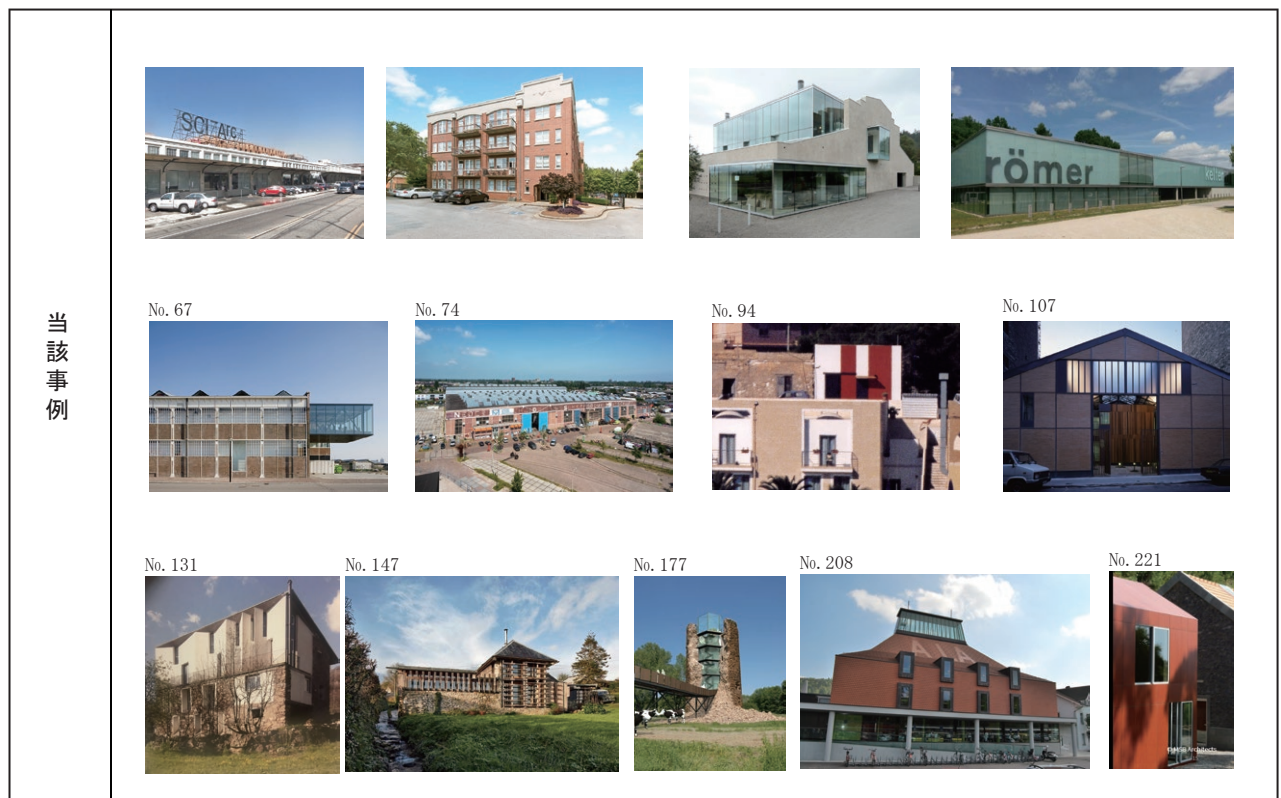 当該事例
SCI-Arc
römer
keller
No. 67
No. 74
No. 94
No. 107
No. 131
No. 147
No. 177
No. 208
No. 221